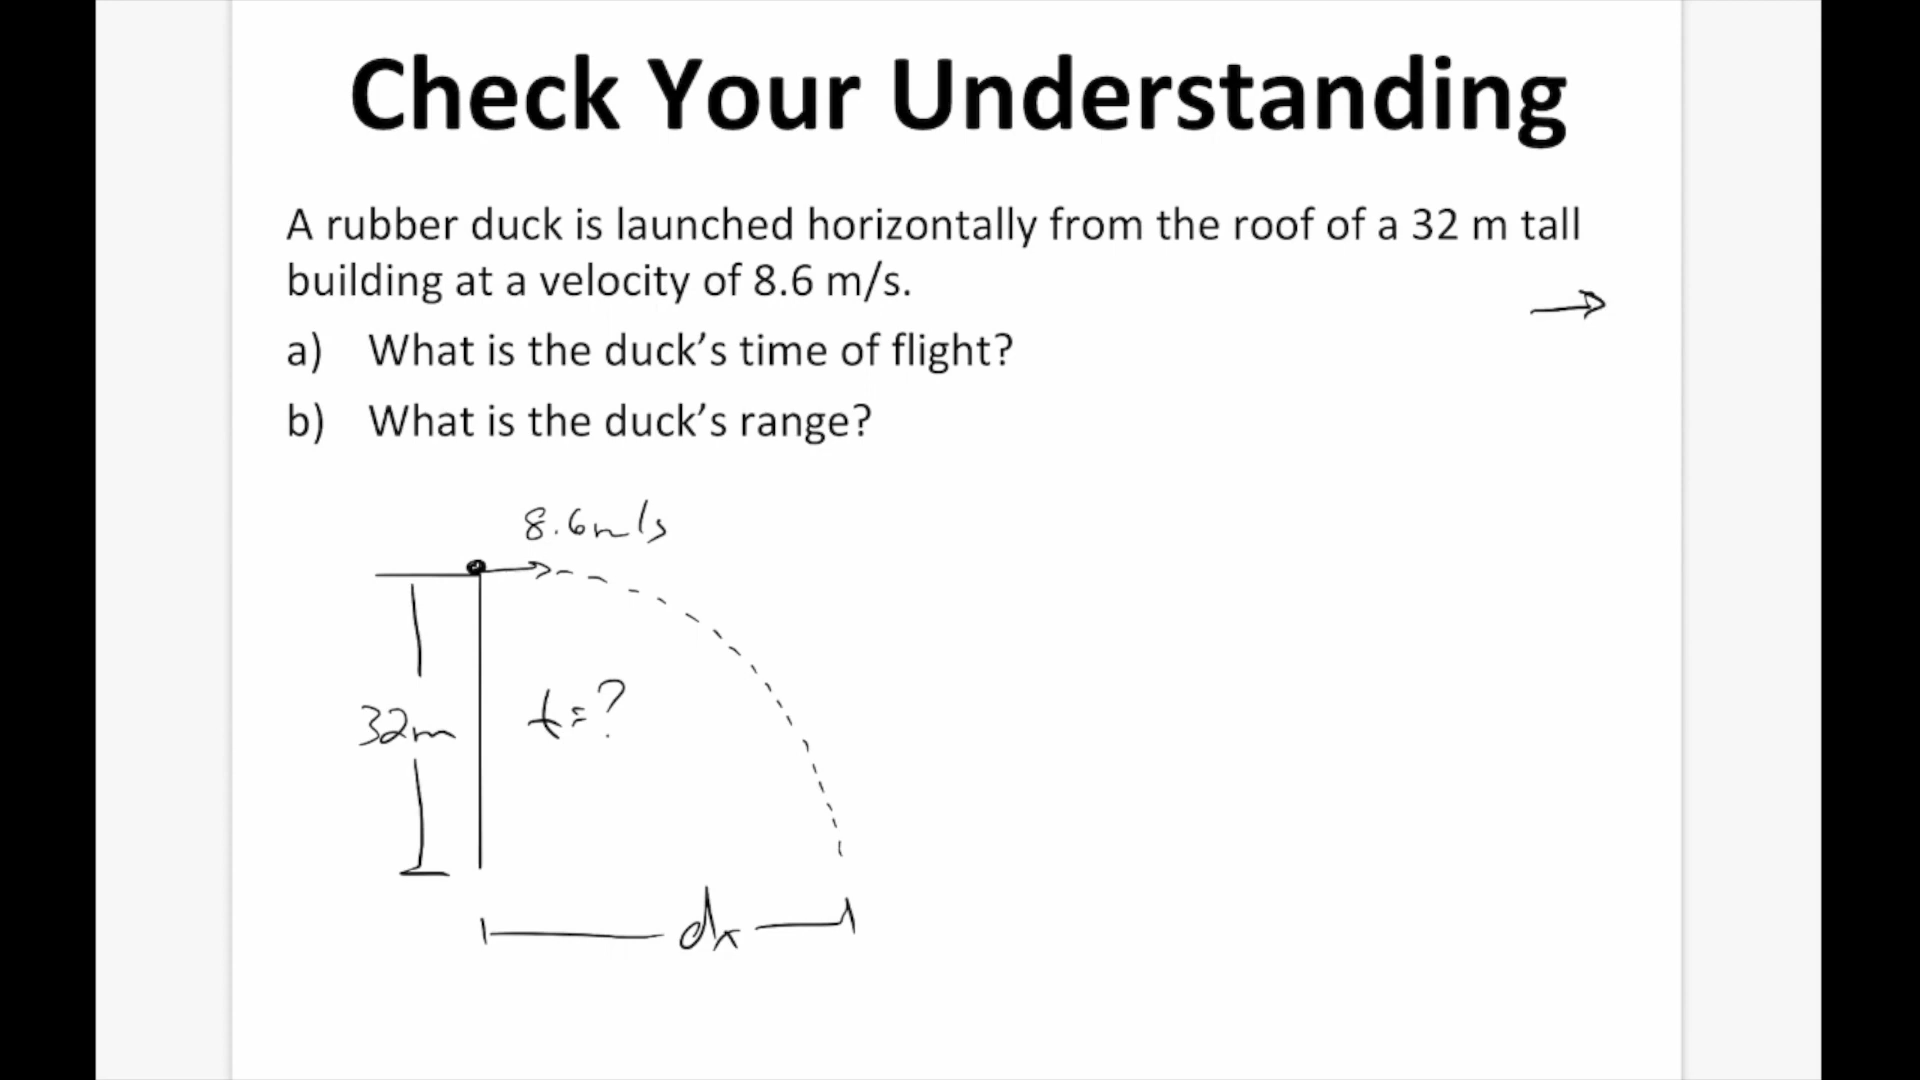 Check Your Understanding
A rubber duck is launched horizontally from the roof of a 32 m tall
building at a velocity of 8.6 m/s.
a) What is the duck’s time of flight?
b) What is the duck’s range?
8.6m/s
32m
t=?
dx